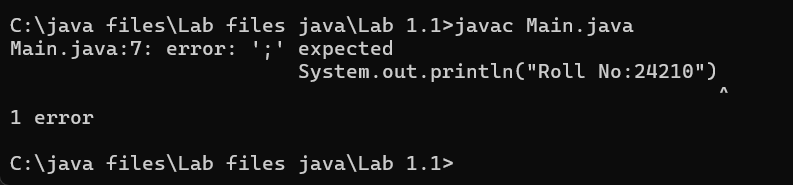 C:\java files\Lab files java\Lab 1.1>javac Main.java
Main.java:7: error: ';' expected
System.out.println("Roll No:24210")
^
1 error
C:\java files\Lab files java\Lab 1.1>